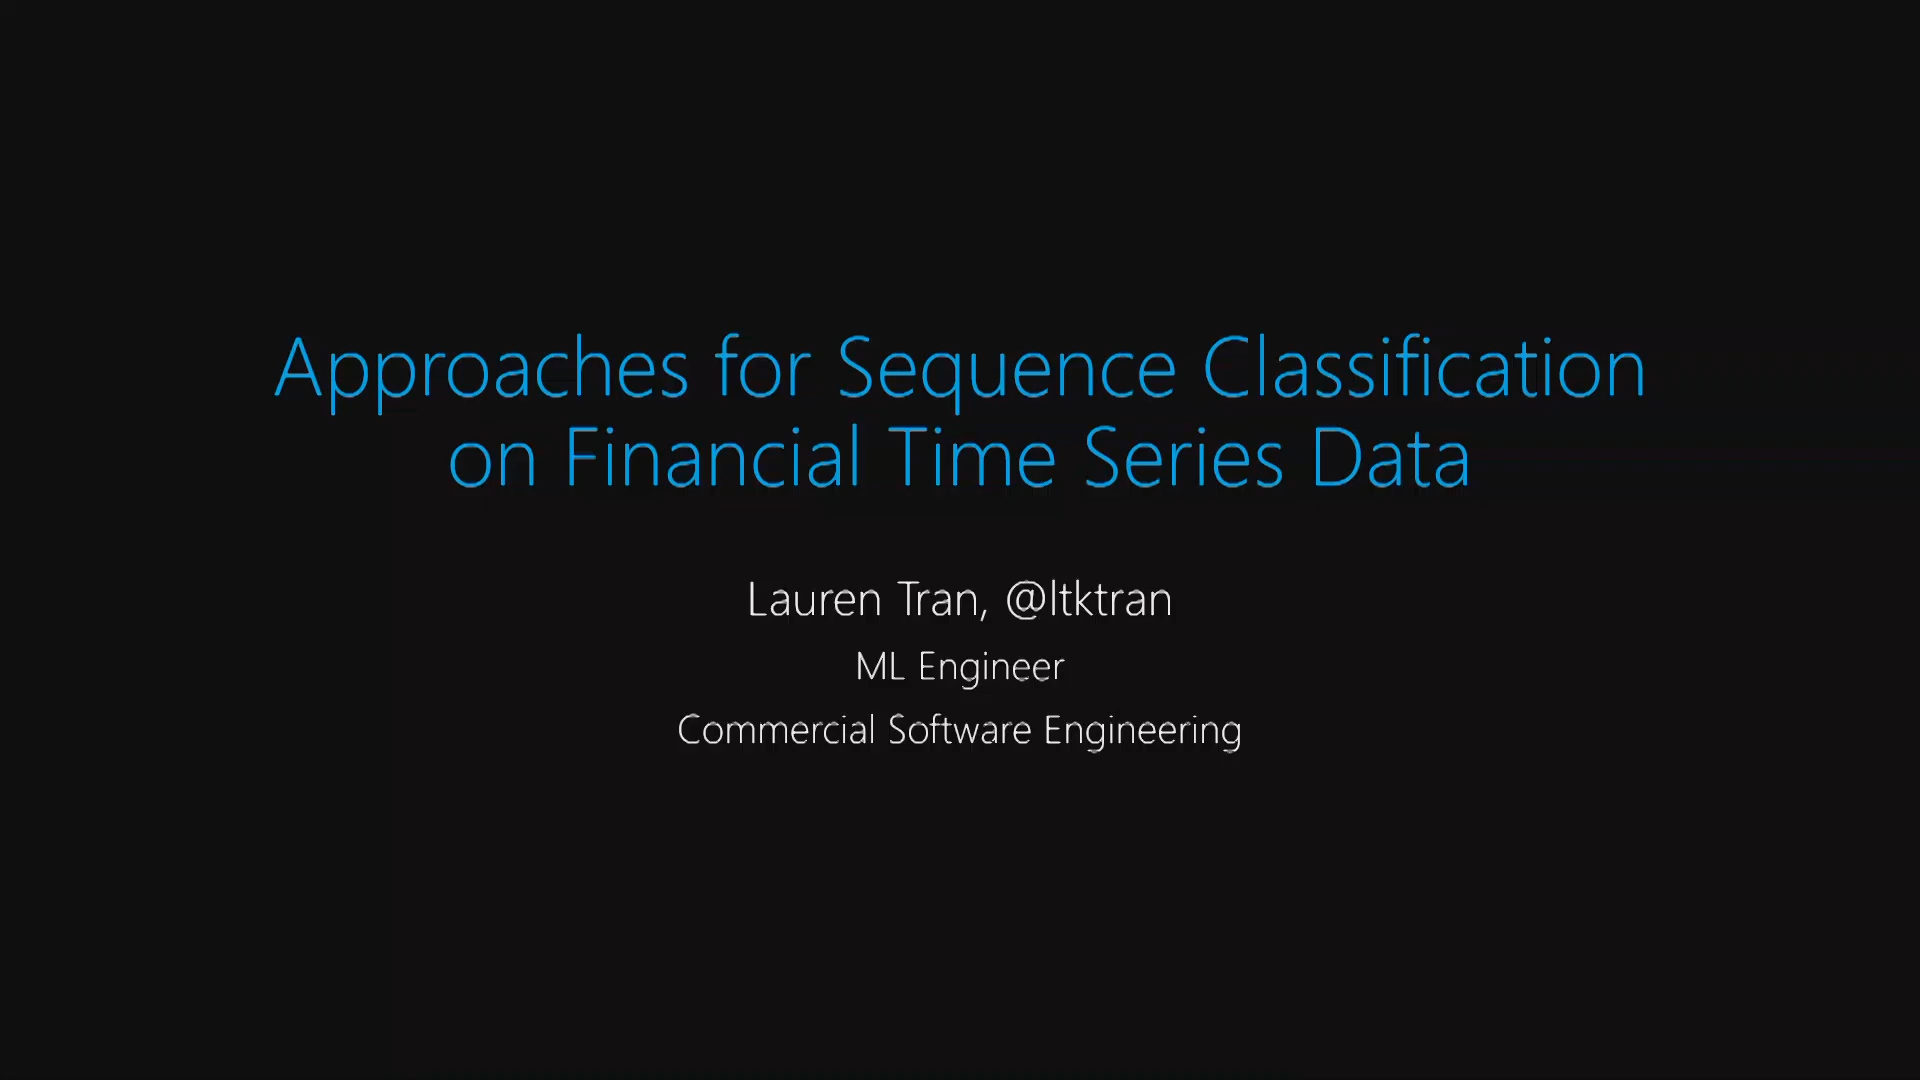 Approaches for Sequence Classification
on Financial Time Series Data
Lauren Tran, @ltktran
ML Engineer
Commercial Software Engineering